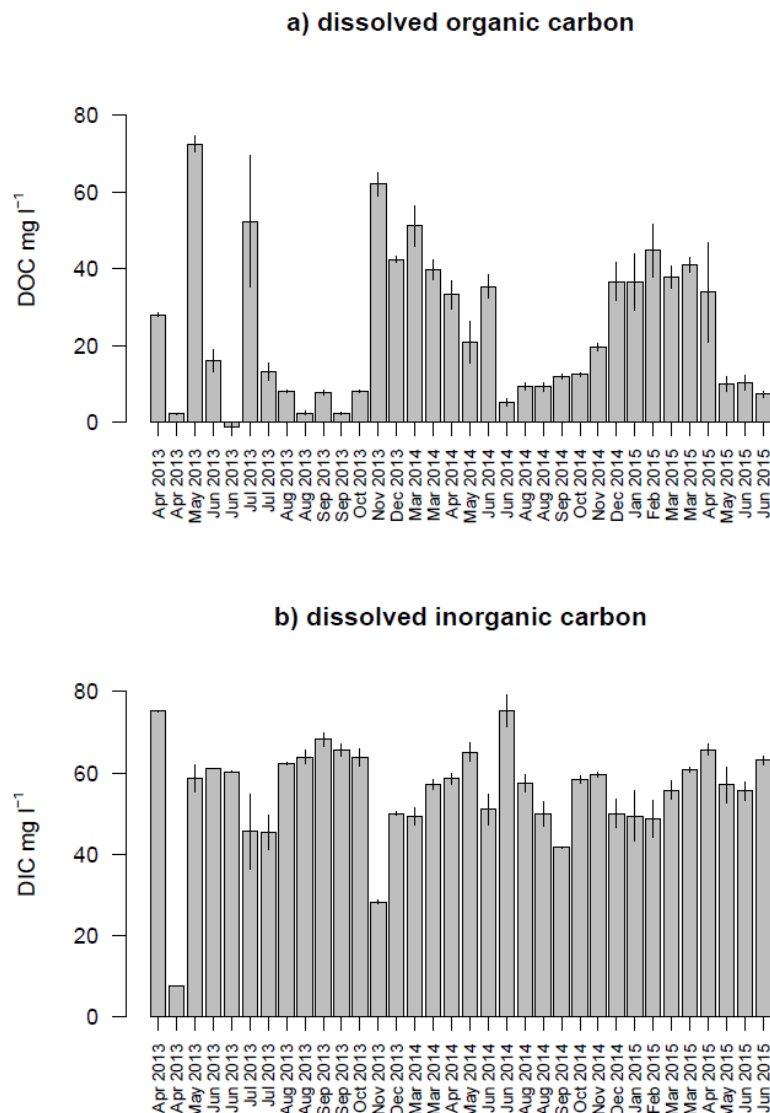 a) dissolved organic carbon
80
60
40
20
0
DOC mg l⁻¹
Apr 2013
Apr 2013
May 2013
Jun 2013
Jun 2013
Jul 2013
Jul 2013
Aug 2013
Aug 2013
Sep 2013
Sep 2013
Oct 2013
Nov 2013
Dec 2013
Mar 2014
Mar 2014
Apr 2014
May 2014
Jun 2014
Jun 2014
Aug 2014
Aug 2014
Sep 2014
Oct 2014
Nov 2014
Dec 2014
Jan 2015
Feb 2015
Mar 2015
Mar 2015
Apr 2015
May 2015
Jun 2015
Jun 2015
b) dissolved inorganic carbon
80
60
40
20
0
DIC mg l⁻¹
Apr 2013
Apr 2013
May 2013
Jun 2013
Jun 2013
Jul 2013
Jul 2013
Aug 2013
Aug 2013
Sep 2013
Sep 2013
Oct 2013
Nov 2013
Dec 2013
Mar 2014
Mar 2014
Apr 2014
May 2014
Jun 2014
Jun 2014
Aug 2014
Aug 2014
Sep 2014
Oct 2014
Nov 2014
Dec 2014
Jan 2015
Feb 2015
Mar 2015
Mar 2015
Apr 2015
May 2015
Jun 2015
Jun 2015